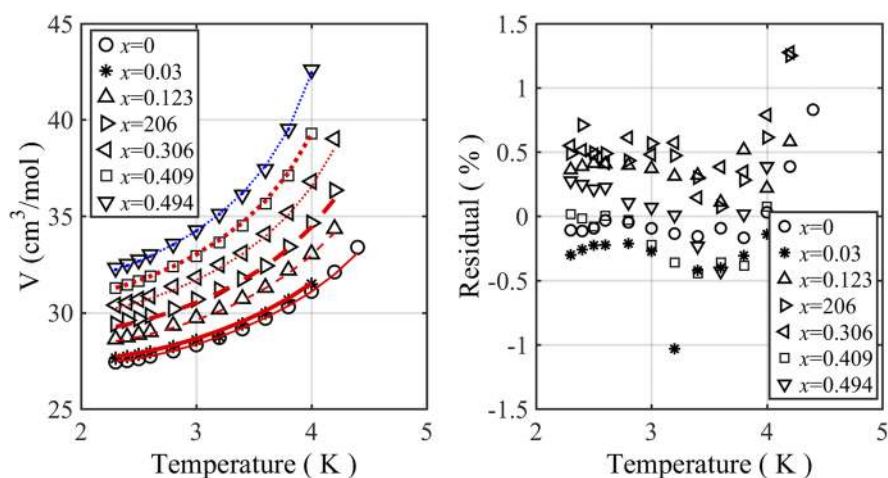 45
40
35
30
25
2
3
4
5
V (cm³/mol)
Temperature ( K )
x=0
x=0.03
x=0.123
x=206
x=0.306
x=0.409
x=0.494
1.5
1
0.5
0
-0.5
-1
-1.5
2
3
4
5
Residual ( % )
Temperature ( K )
x=0
x=0.03
x=0.123
x=206
x=0.306
x=0.409
x=0.494